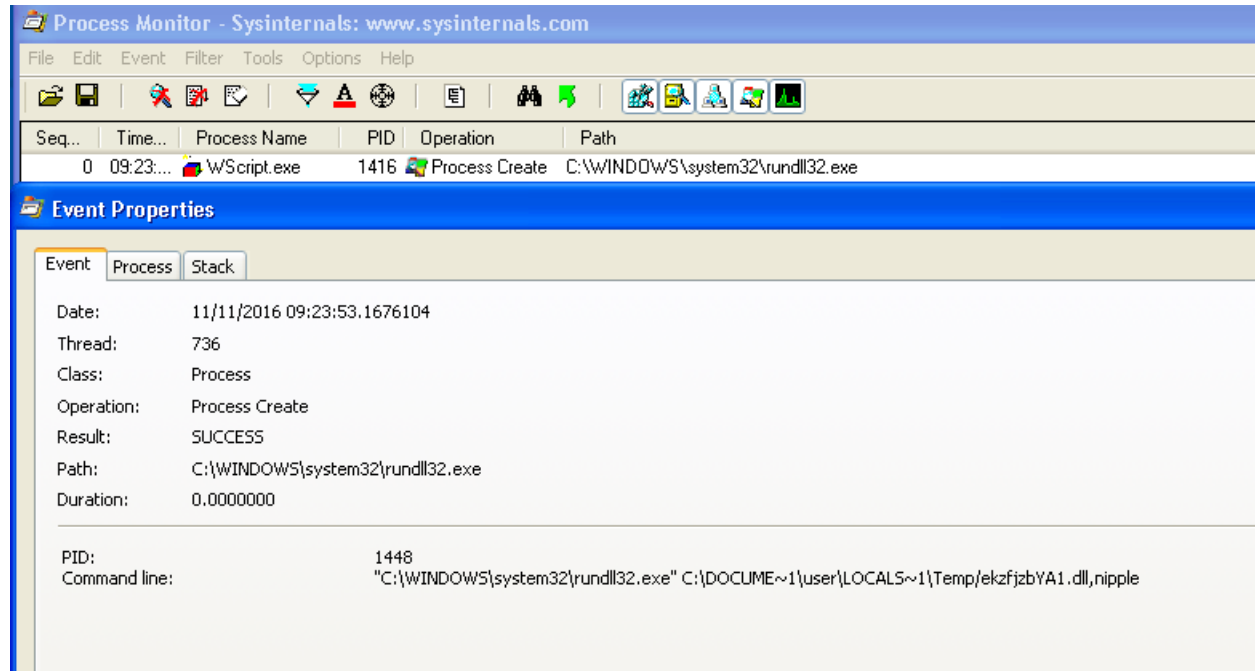 Process Monitor - Sysinternals: www.sysinternals.com
File Edit Event Filter Tools Options Help
Seq... Time... Process Name PID Operation Path
0 09:23:... WScript.exe 1416 Process Create C:\WINDOWS\system32\rundll32.exe
Event Properties
Event Process Stack
Date: 11/11/2016 09:23:53.1676104
Thread: 736
Class: Process
Operation: Process Create
Result: SUCCESS
Path: C:\WINDOWS\system32\rundll32.exe
Duration: 0.0000000
PID: 1448
Command line: "C:\WINDOWS\system32\rundll32.exe" C:\DOCUME~1\user\LOCALS~1\Temp/ekzfjzbYA1.dll,nipple